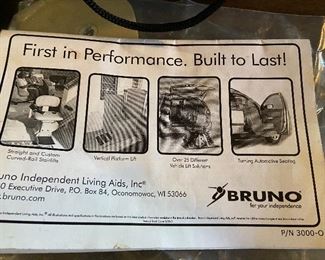 First in Performance. Built to Last!
Straight and Custom
Curved-Rail Stairlifts
Vertical Platform Lift
Over 25 Different
Vehicle Lift Solutions
Turning Automotive Seating
uno Independent Living Aids, Inc®
0 Executive Drive, P.O. Box 84, Oconomowoc, WI 53066
.bruno.com
BRUNO®
for your independence
P/N 3000-O